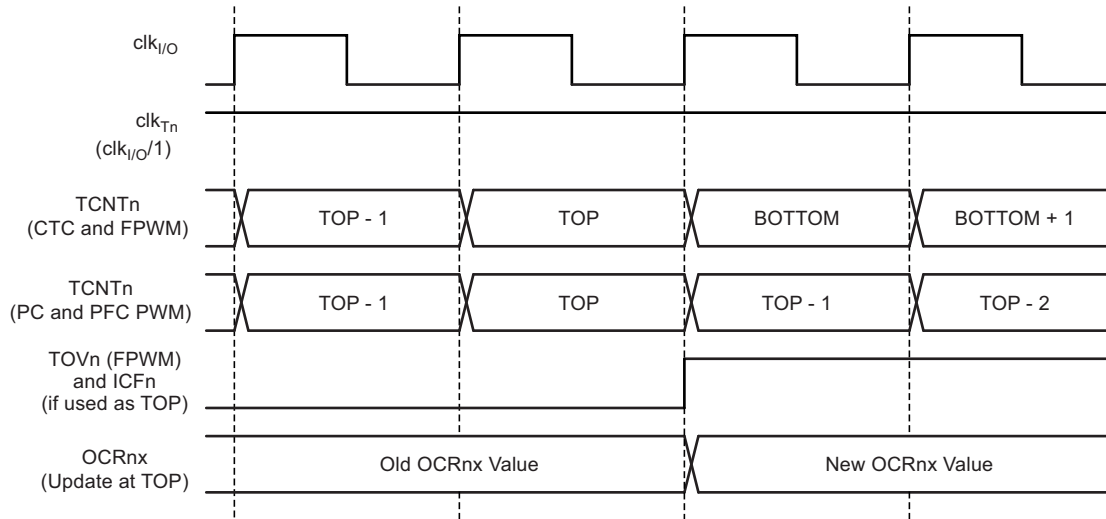 clkI/O
clkTn
(clkI/O/1)
TCNTn
(CTC and FPWM)
TOP - 1
TOP
BOTTOM
BOTTOM + 1
TCNTn
(PC and PFC PWM)
TOP - 1
TOP
TOP - 1
TOP - 2
TOVn (FPWM)
and ICFn
(if used as TOP)
OCRnx
(Update at TOP)
Old OCRnx Value
New OCRnx Value